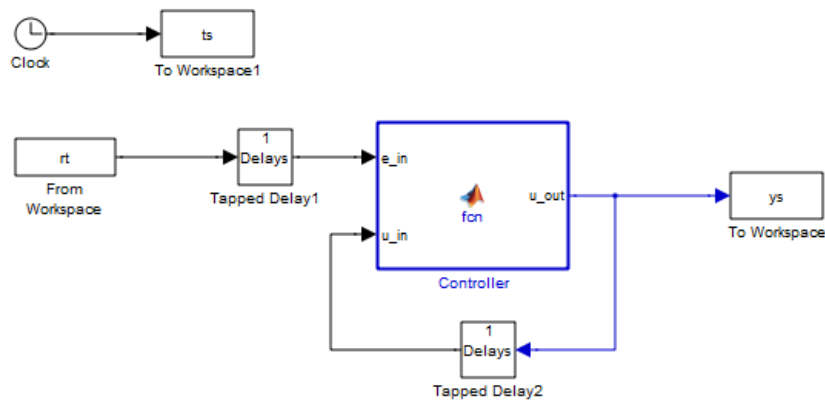 ts
Clock
To Workspace1
rt
From
Workspace
1
Delays
Tapped Delay1
e_in
u_in
fcn
u_out
Controller
ys
To Workspace
1
Delays
Tapped Delay2